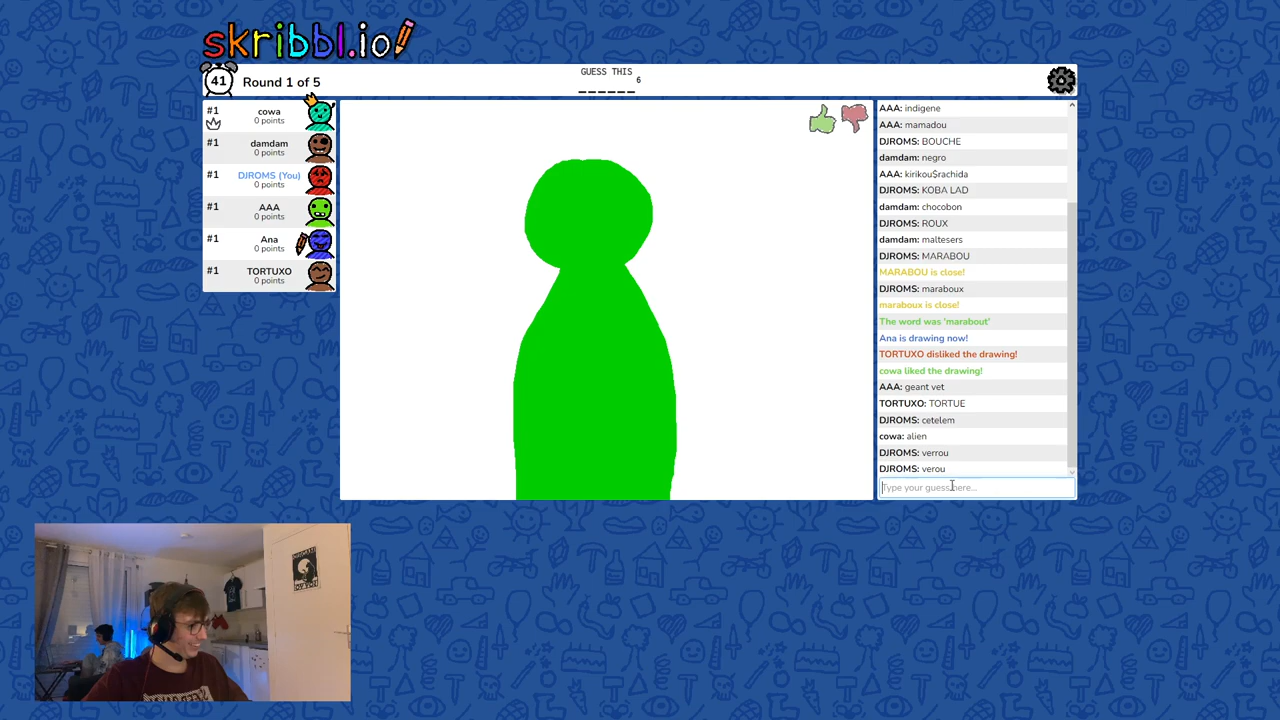 skribbl.io
41
Round 1 of 5
GUESS THIS
______ 6
#1 cowa
0 points
#1 damdam
0 points
#1 DJROMS (You)
0 points
#1 AAA
0 points
#1 Ana
0 points
#1 TORTUXO
0 points
AAA: indigene
AAA: mamadou
DJROMS: BOUCHE
damdam: negro
AAA: kirikou$rachida
DJROMS: KOBA LAD
damdam: chocobon
DJROMS: ROUX
damdam: maltesers
DJROMS: MARABOU
MARABOU is close!
DJROMS: maraboux
maraboux is close!
The word was 'marabout'
Ana is drawing now!
TORTUXO disliked the drawing!
cowa liked the drawing!
AAA: geant vet
TORTUXO: TORTUE
DJROMS: cetelem
cowa: alien
DJROMS: verrou
DJROMS: verou
Type your guess here...